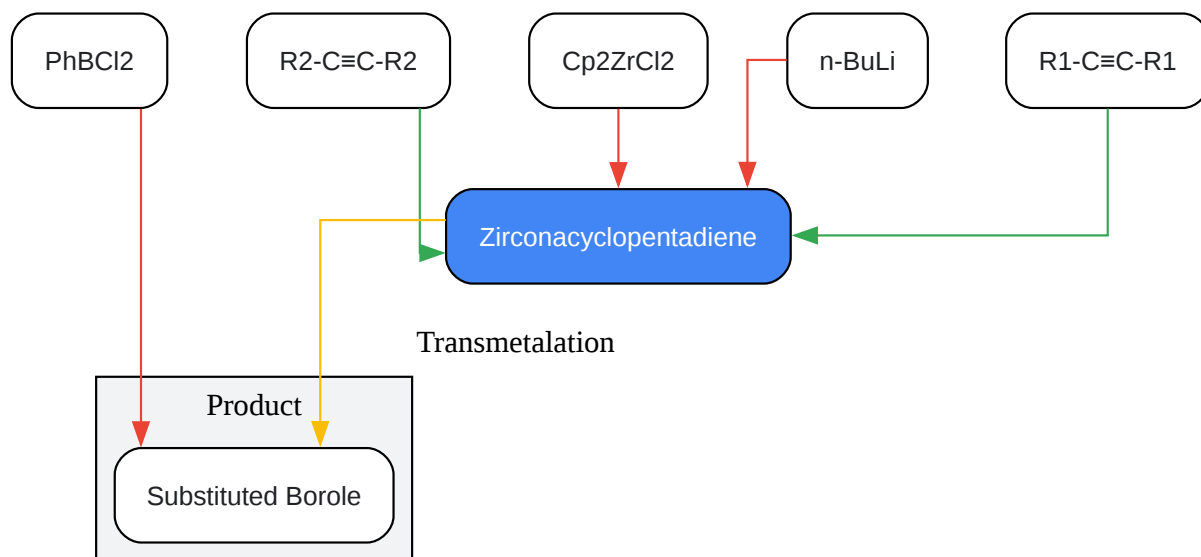 PhBCl2
R2-C≡C-R2
Cp2ZrCl2
n-BuLi
R1-C≡C-R1
Zirconacyclopentadiene
Transmetalation
Product
Substituted Borole